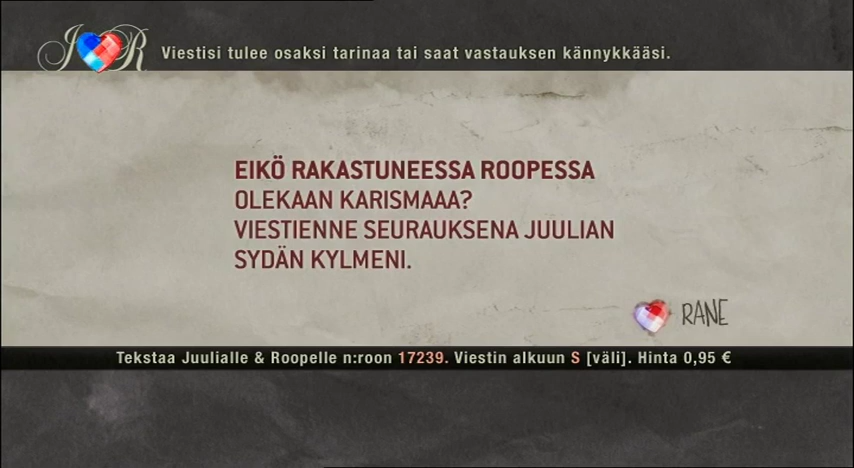 J R
Viestisi tulee osaksi tarinaa tai saat vastauksen kännykkääsi.
EIKÖ RAKASTUNEESSA ROOPESSA
OLEKAAN KARISMAAA?
VIESTIENNE SEURAUKSENA JUULIAN
SYDÄN KYLMENI.
RANE
Tekstaa Juulialle & Roopelle n:roon 17239. Viestin alkuun S [väli]. Hinta 0,95 €